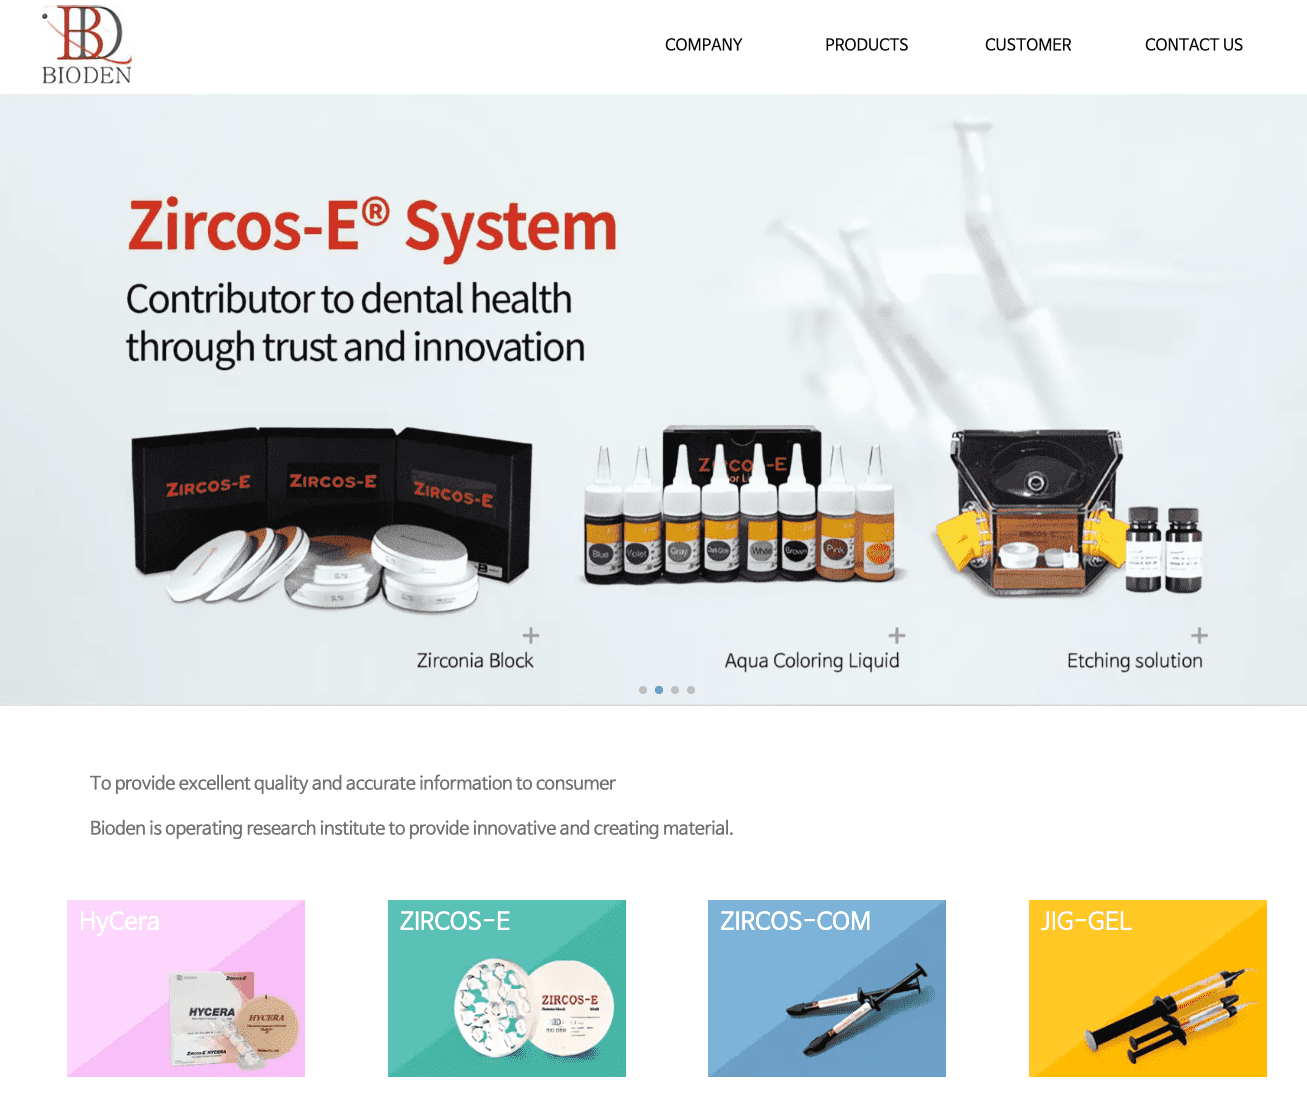 BIODEN
COMPANY
PRODUCTS
CUSTOMER
CONTACT US
Zircos-E® System
Contributor to dental health
through trust and innovation
ZIRCOS-E
ZIRCOS-E
ZIRCOS-E
Blue
Violet
Gray
Dark Gray
White
Brown
Pink
Zirconia Block
Aqua Coloring Liquid
Etching solution
To provide excellent quality and accurate information to consumer
Bioden is operating research institute to provide innovative and creating material.
HyCera
HYCERA
HYCERA
Zircos-E HYCERA
ZIRCOS-E
ZIRCOS-E
BIODEN
ZIRCOS-COM
JIG-GEL